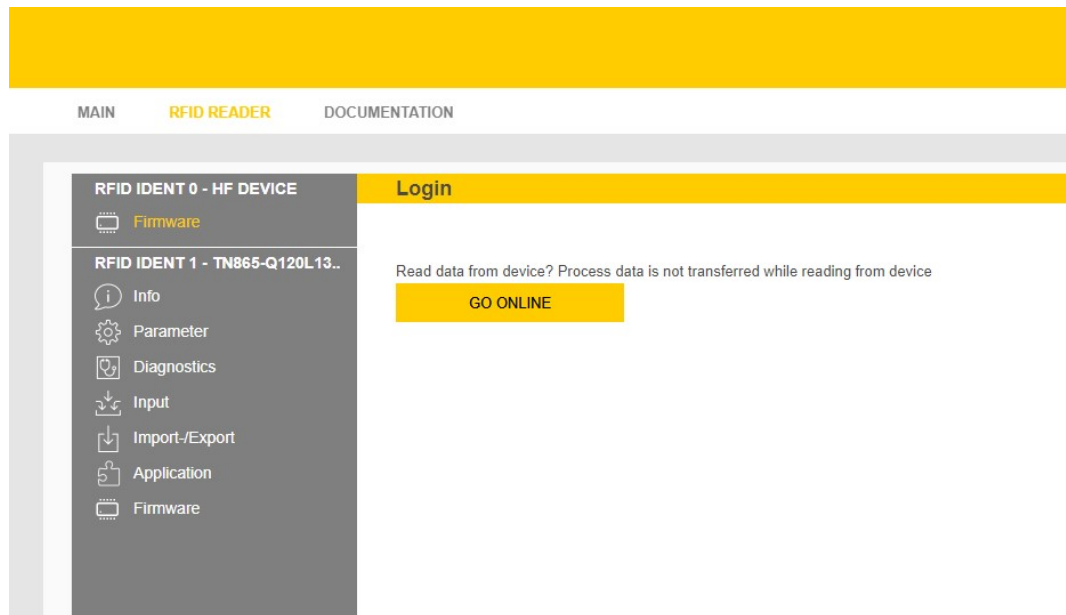 MAIN RFID READER DOCUMENTATION
RFID IDENT 0 - HF DEVICE
Firmware
RFID IDENT 1 - TN865-Q120L13..
Info
Parameter
Diagnostics
Input
Import-/Export
Application
Firmware
Login
Read data from device? Process data is not transferred while reading from device
GO ONLINE